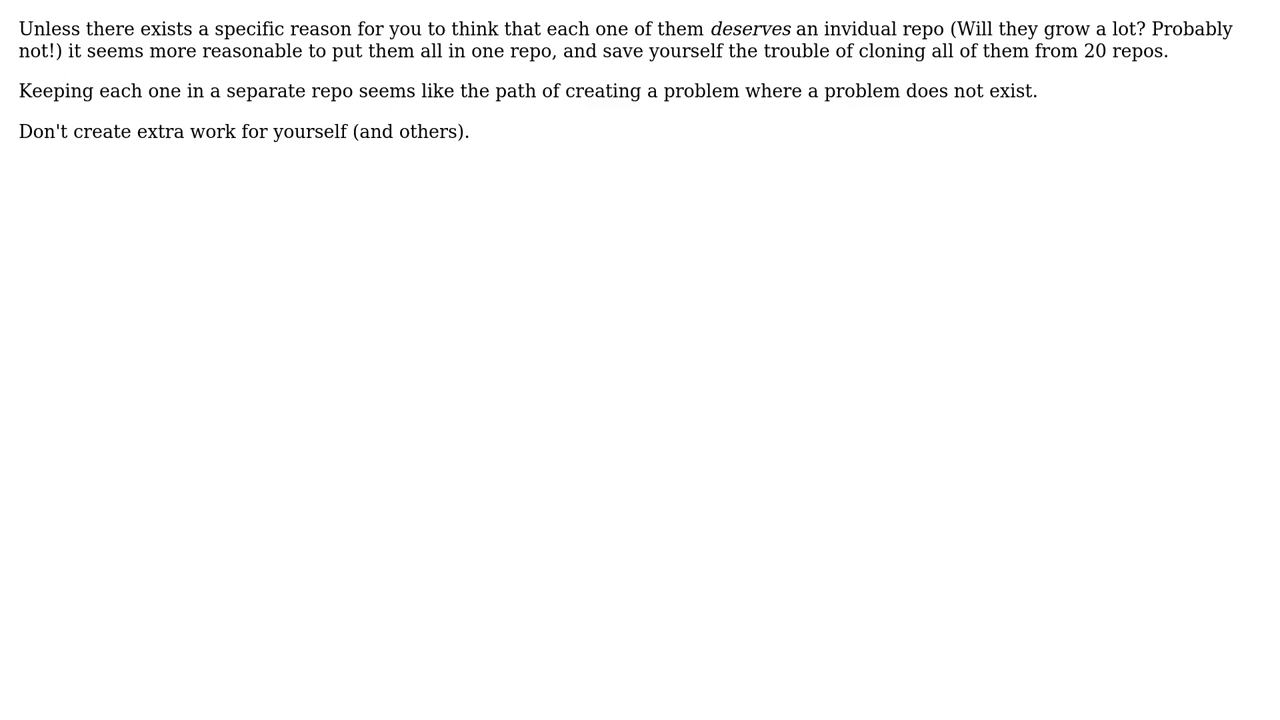 Unless there exists a specific reason for you to think that each one of them deserves an invidual repo (Will they grow a lot? Probably
not!) it seems more reasonable to put them all in one repo, and save yourself the trouble of cloning all of them from 20 repos.
Keeping each one in a separate repo seems like the path of creating a problem where a problem does not exist.
Don't create extra work for yourself (and others).